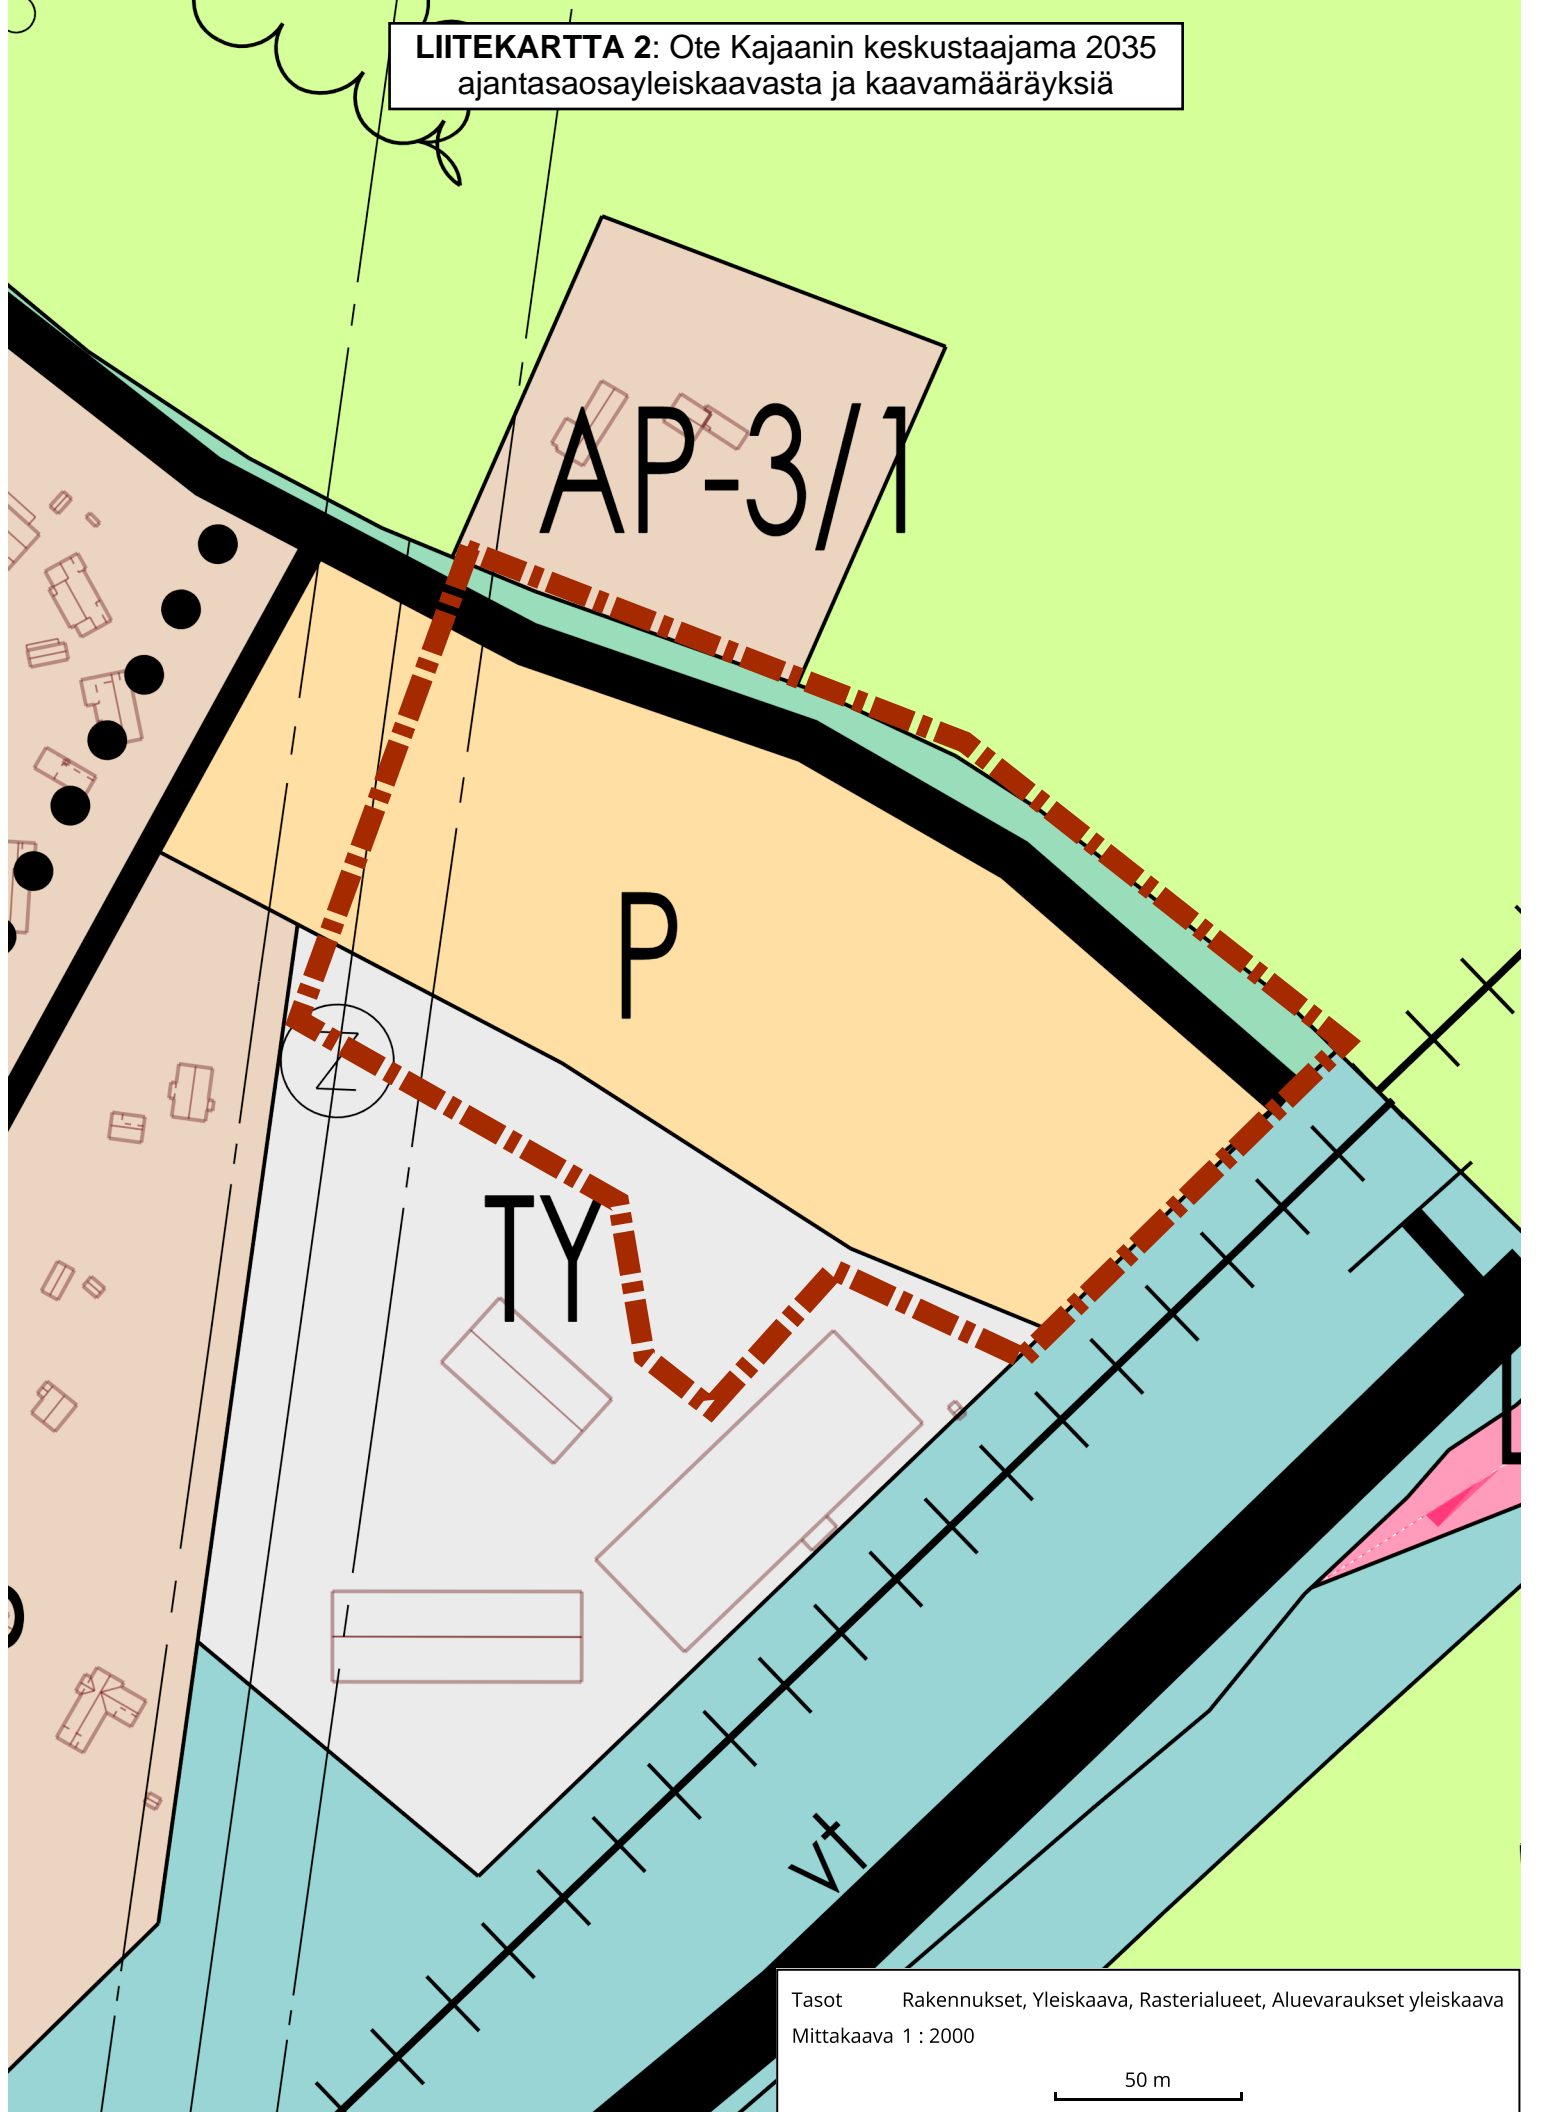 LIITEKARTTA 2: Ote Kajaanin keskustaajama 2035
ajantasaosayleiskaavasta ja kaavamääräyksiä
AP-3/1
P
Z
TY
vt
Tasot Rakennukset, Yleiskaava, Rasterialueet, Aluevaraukset yleiskaava
Mittakaava 1 : 2000
50 m